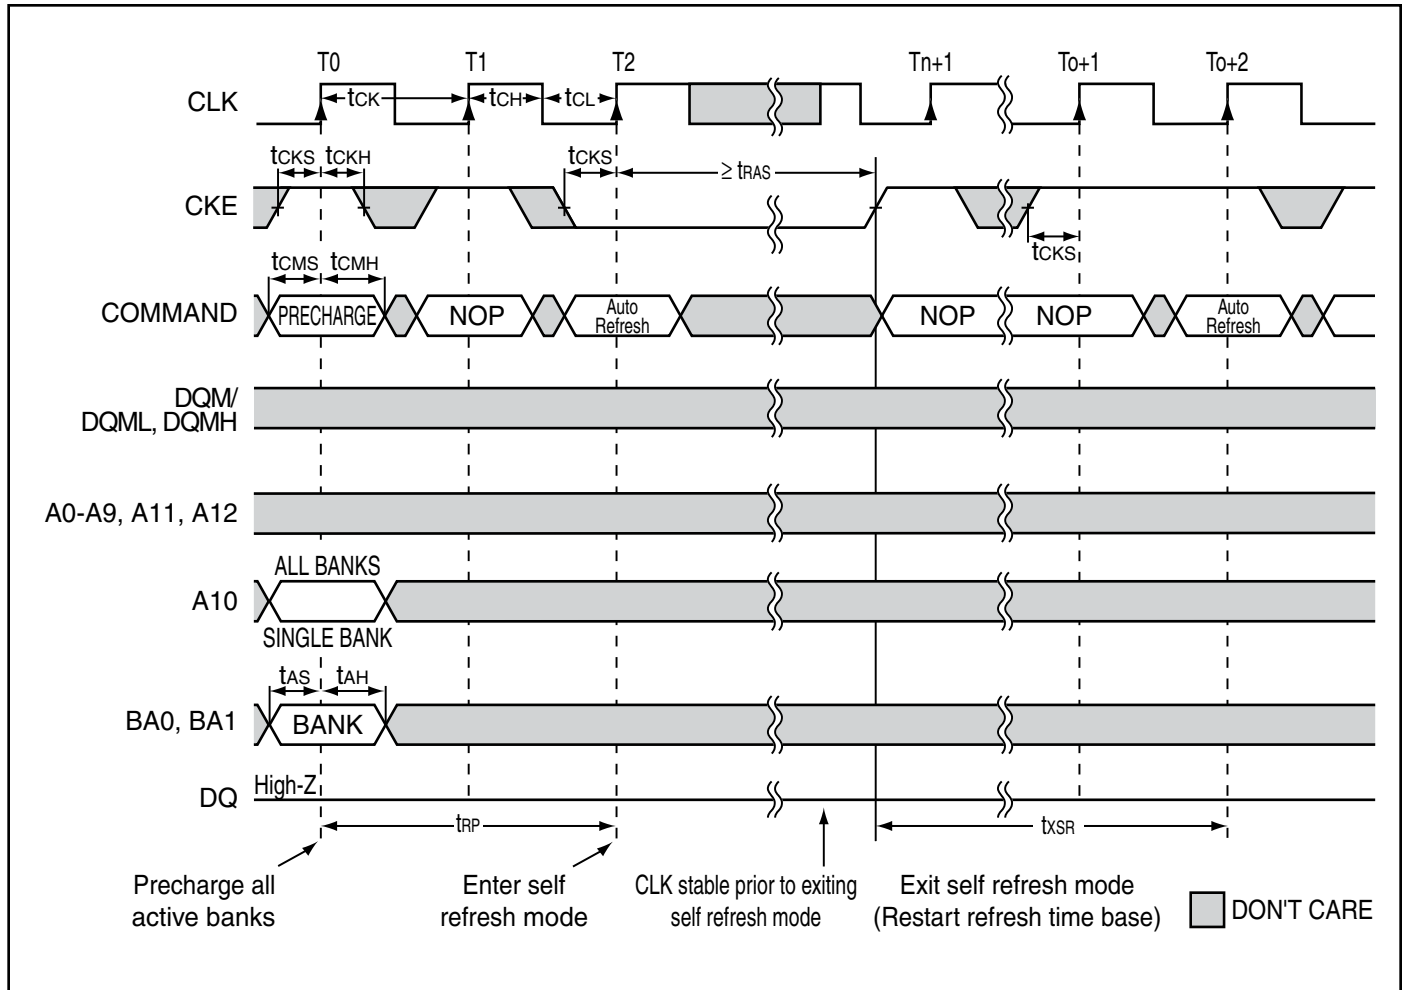 T0 T1 T2 Tn+1 To+1 To+2
CLK tCK tCH tCL
tCKS tCKH tCKS ≥ tRAS
CKE
tCKS
tCMS tCMH
COMMAND PRECHARGE NOP Auto Refresh NOP NOP Auto Refresh
DQM/
DQML, DQMH
A0-A9, A11, A12
ALL BANKS
A10
SINGLE BANK
tAS tAH
BA0, BA1 BANK
DQ High-Z
tRP tXSR
Precharge all
active banks
Enter self
refresh mode
CLK stable prior to exiting
self refresh mode
Exit self refresh mode
(Restart refresh time base)
DON'T CARE